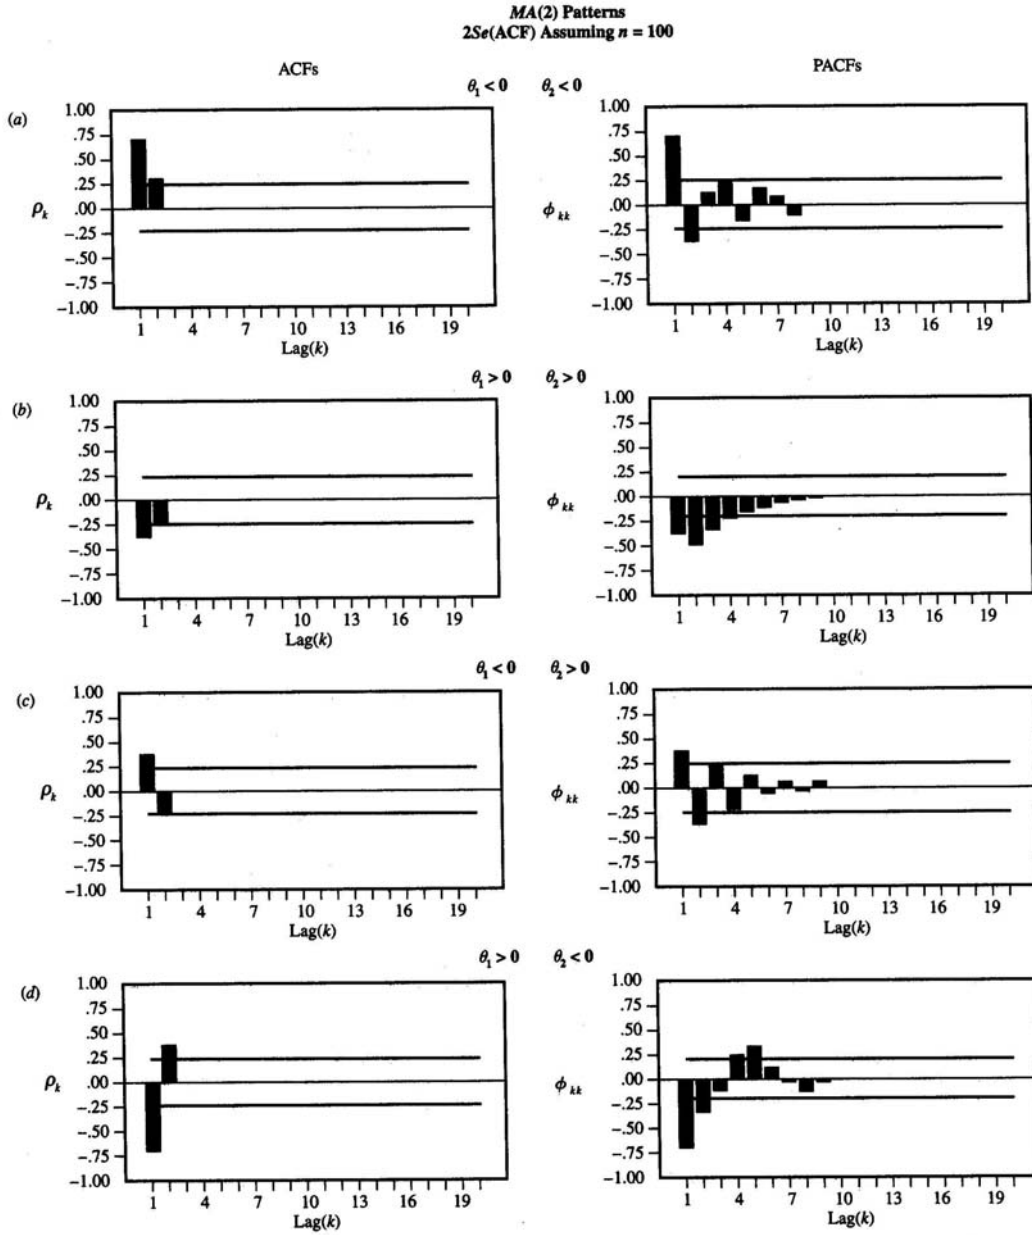 MA(2) Patterns
2Se(ACF) Assuming n = 100
ACFs
PACFs
θ₁ < 0 θ₂ < 0
(a)
1.00
.75
.50
.25
.00
−.25
−.50
−.75
−1.00
ρₖ
1 4 7 10 13 16 19
Lag(k)
1.00
.75
.50
.25
.00
−.25
−.50
−.75
−1.00
ϕₖₖ
1 4 7 10 13 16 19
Lag(k)
θ₁ > 0 θ₂ > 0
(b)
1.00
.75
.50
.25
.00
−.25
−.50
−.75
−1.00
ρₖ
1 4 7 10 13 16 19
Lag(k)
1.00
.75
.50
.25
.00
−.25
−.50
−.75
−1.00
ϕₖₖ
1 4 7 10 13 16 19
Lag(k)
θ₁ < 0 θ₂ > 0
(c)
1.00
.75
.50
.25
.00
−.25
−.50
−.75
−1.00
ρₖ
1 4 7 10 13 16 19
Lag(k)
1.00
.75
.50
.25
.00
−.25
−.50
−.75
−1.00
ϕₖₖ
1 4 7 10 13 16 19
Lag(k)
θ₁ > 0 θ₂ < 0
(d)
1.00
.75
.50
.25
.00
−.25
−.50
−.75
−1.00
ρₖ
1 4 7 10 13 16 19
Lag(k)
1.00
.75
.50
.25
.00
−.25
−.50
−.75
−1.00
ϕₖₖ
1 4 7 10 13 16 19
Lag(k)